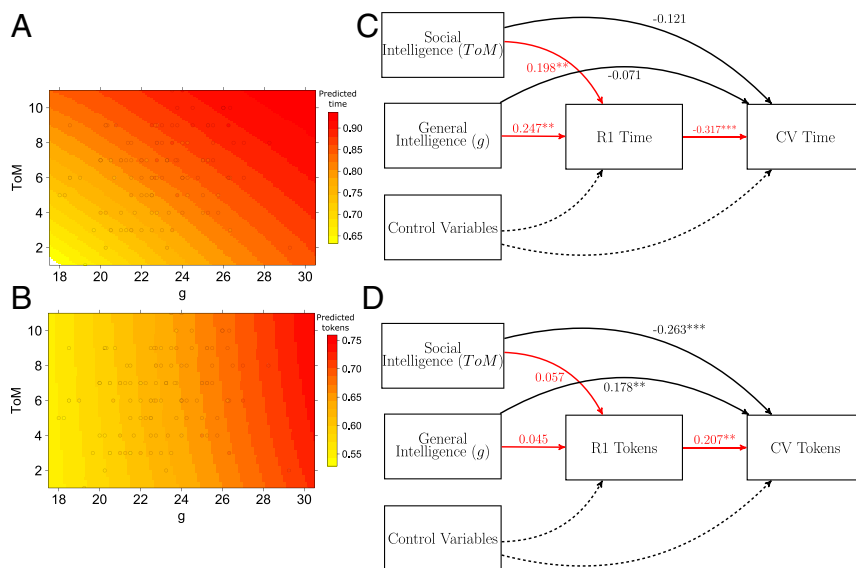 A
Predicted
time
10
8
6
4
2
ToM
0.90
0.85
0.80
0.75
0.70
0.65
18
20
22
24
26
28
30
g
B
Predicted
tokens
10
8
6
4
2
ToM
0.75
0.70
0.65
0.60
0.55
18
20
22
24
26
28
30
g
C
Social
Intelligence (ToM)
-0.121
0.198**
-0.071
General
Intelligence (g)
0.247**
R1 Time
-0.317***
CV Time
Control Variables
D
Social
Intelligence (ToM)
-0.263***
0.057
0.178**
General
Intelligence (g)
0.045
R1 Tokens
0.207**
CV Tokens
Control Variables